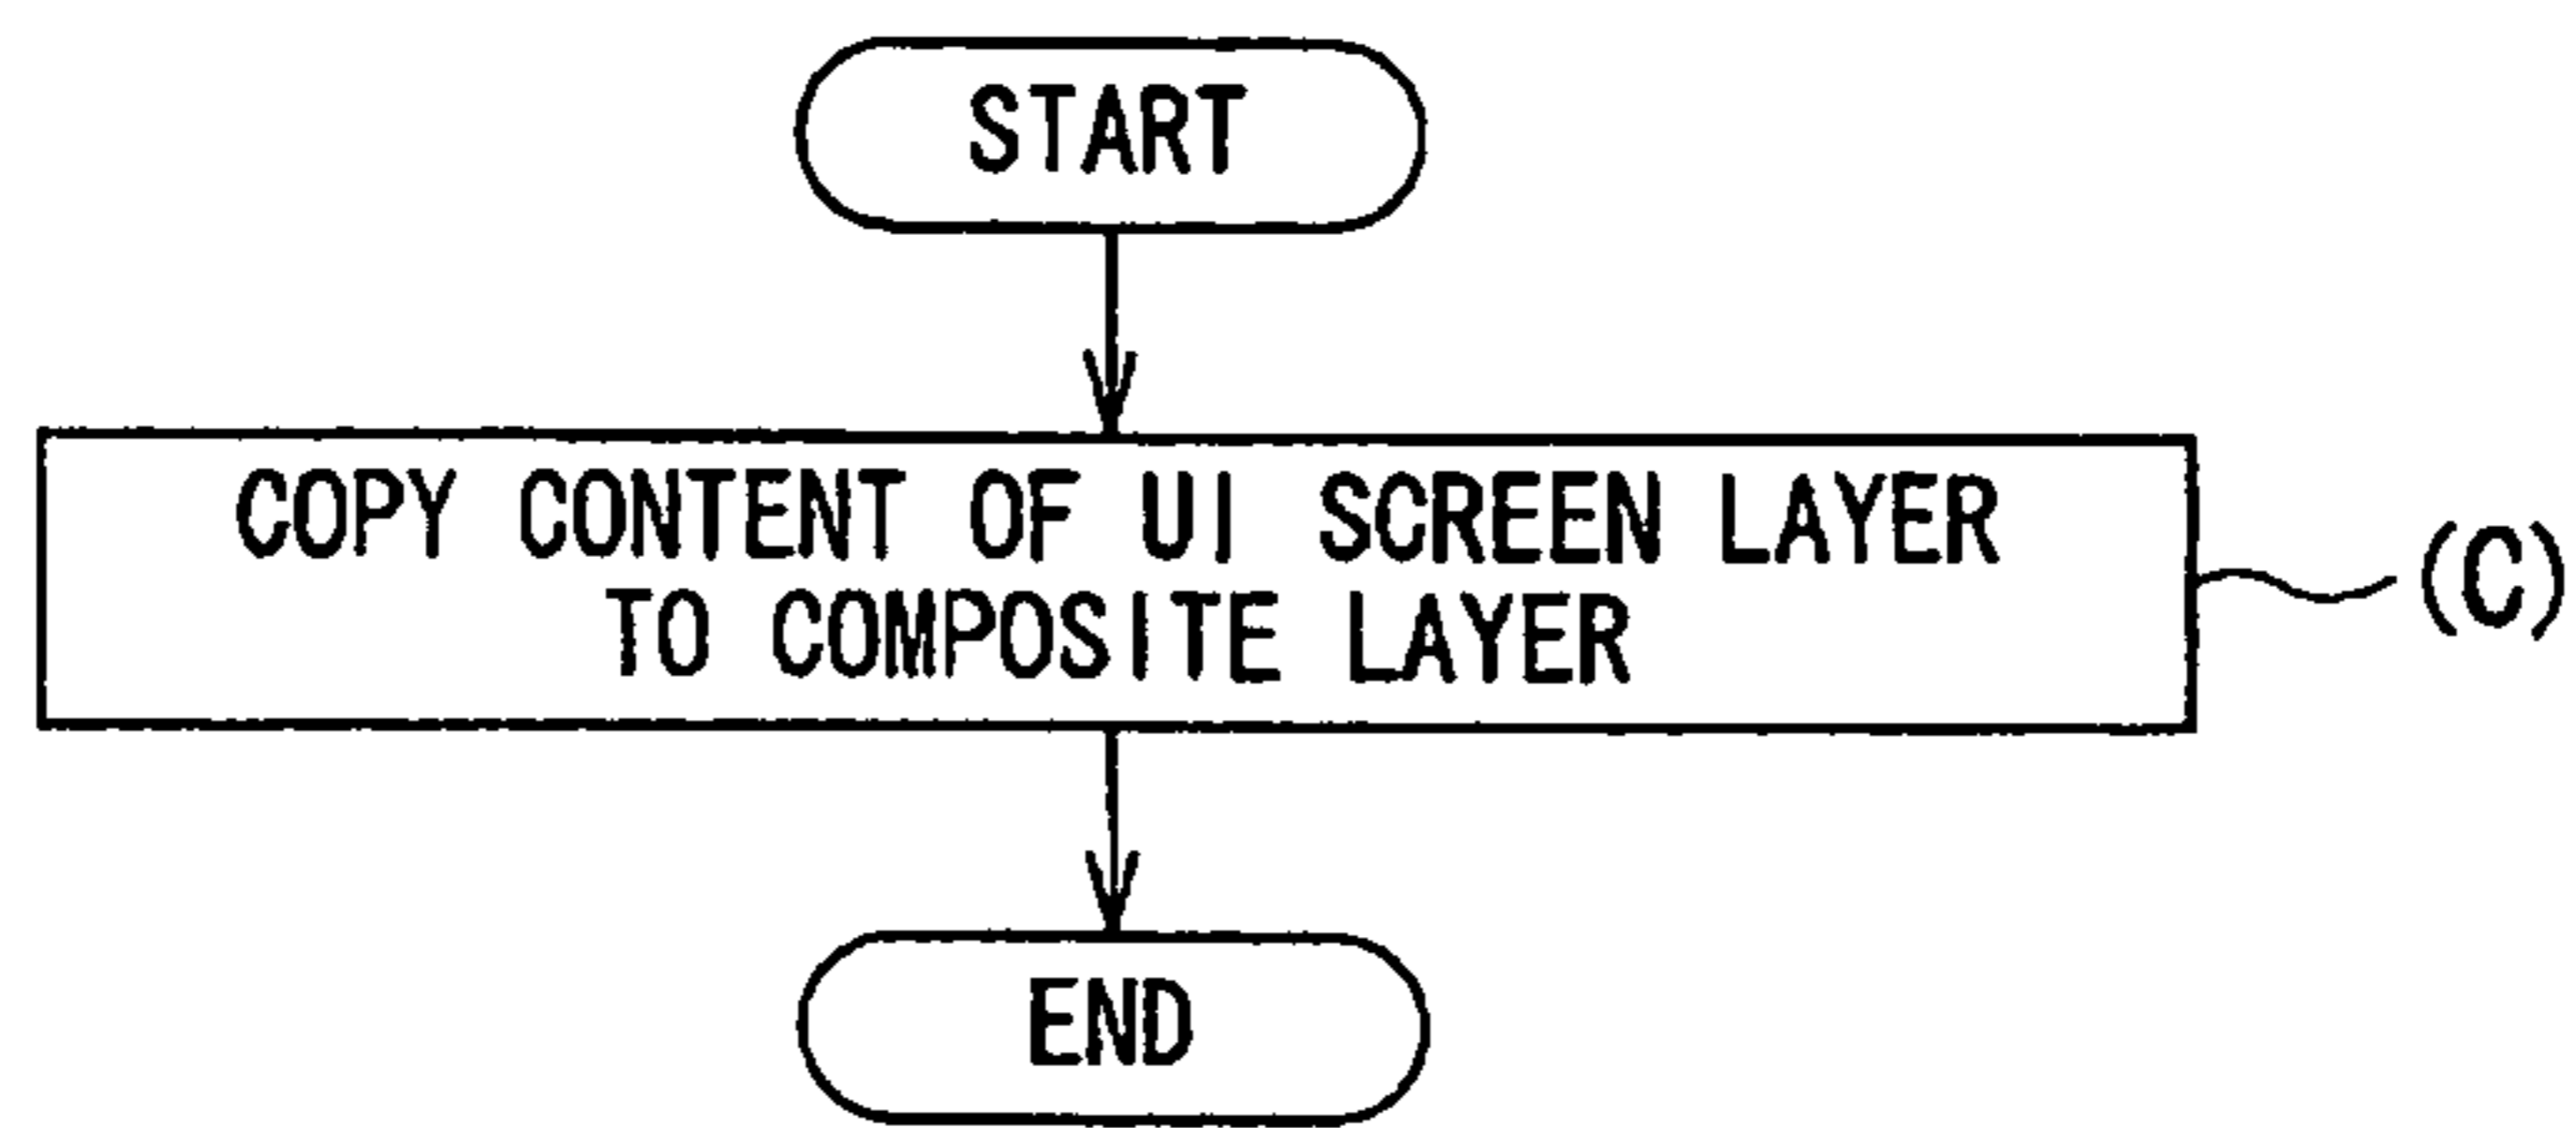 START
COPY CONTENT OF UI SCREEN LAYER
TO COMPOSITE LAYER
(C)
END